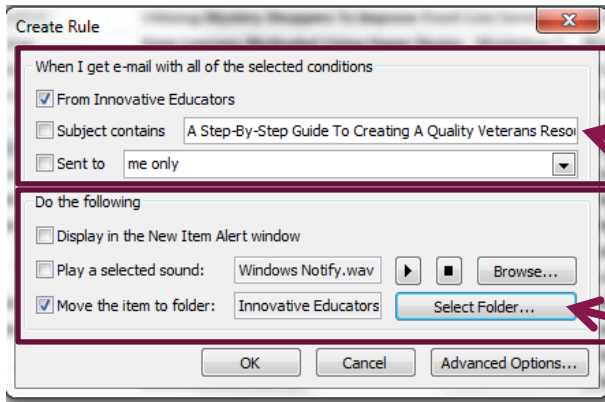 Create Rule
When I get e-mail with all of the selected conditions
From Innovative Educators
Subject contains A Step-By-Step Guide To Creating A Quality Veterans
Sent to me only
Do the following
Display in the New Item Alert window
Play a selected sound: Windows Notify.wav Browse...
Move the item to folder: Innovative Educators Select Folder...
OK Cancel Advanced Options...